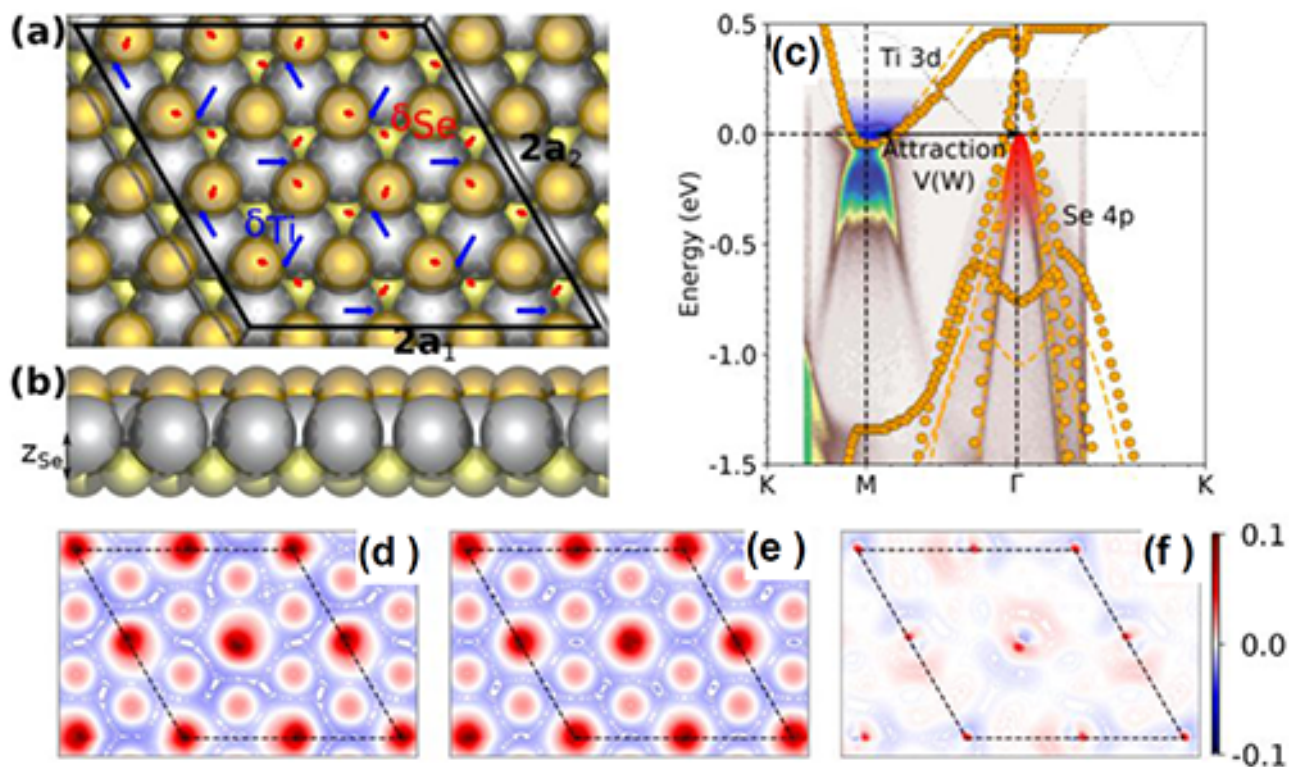 (a)
δSe
2a₂
δTi
2a₁
(b)
zSe
(c)
0.5
0.0
-0.5
-1.0
-1.5
Energy (eV)
Ti 3d
Attraction
V(W)
Se 4p
K
M
Γ
K
(d )
(e )
(f )
0.1
0.0
-0.1